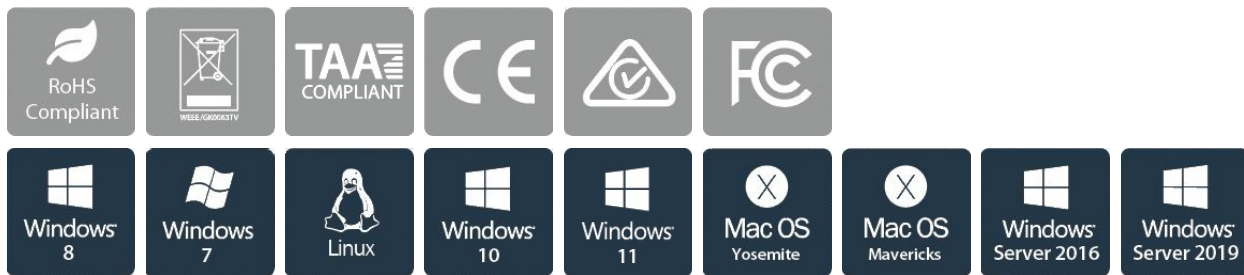 RoHS
Compliant
WEEE/GK0083TV
TAA
COMPLIANT
CE
FC
Windows
8
Windows
7
Linux
Windows
10
Windows
11
X
Mac OS
Yosemite
X
Mac OS
Mavericks
Windows
Server 2016
Windows
Server 2019